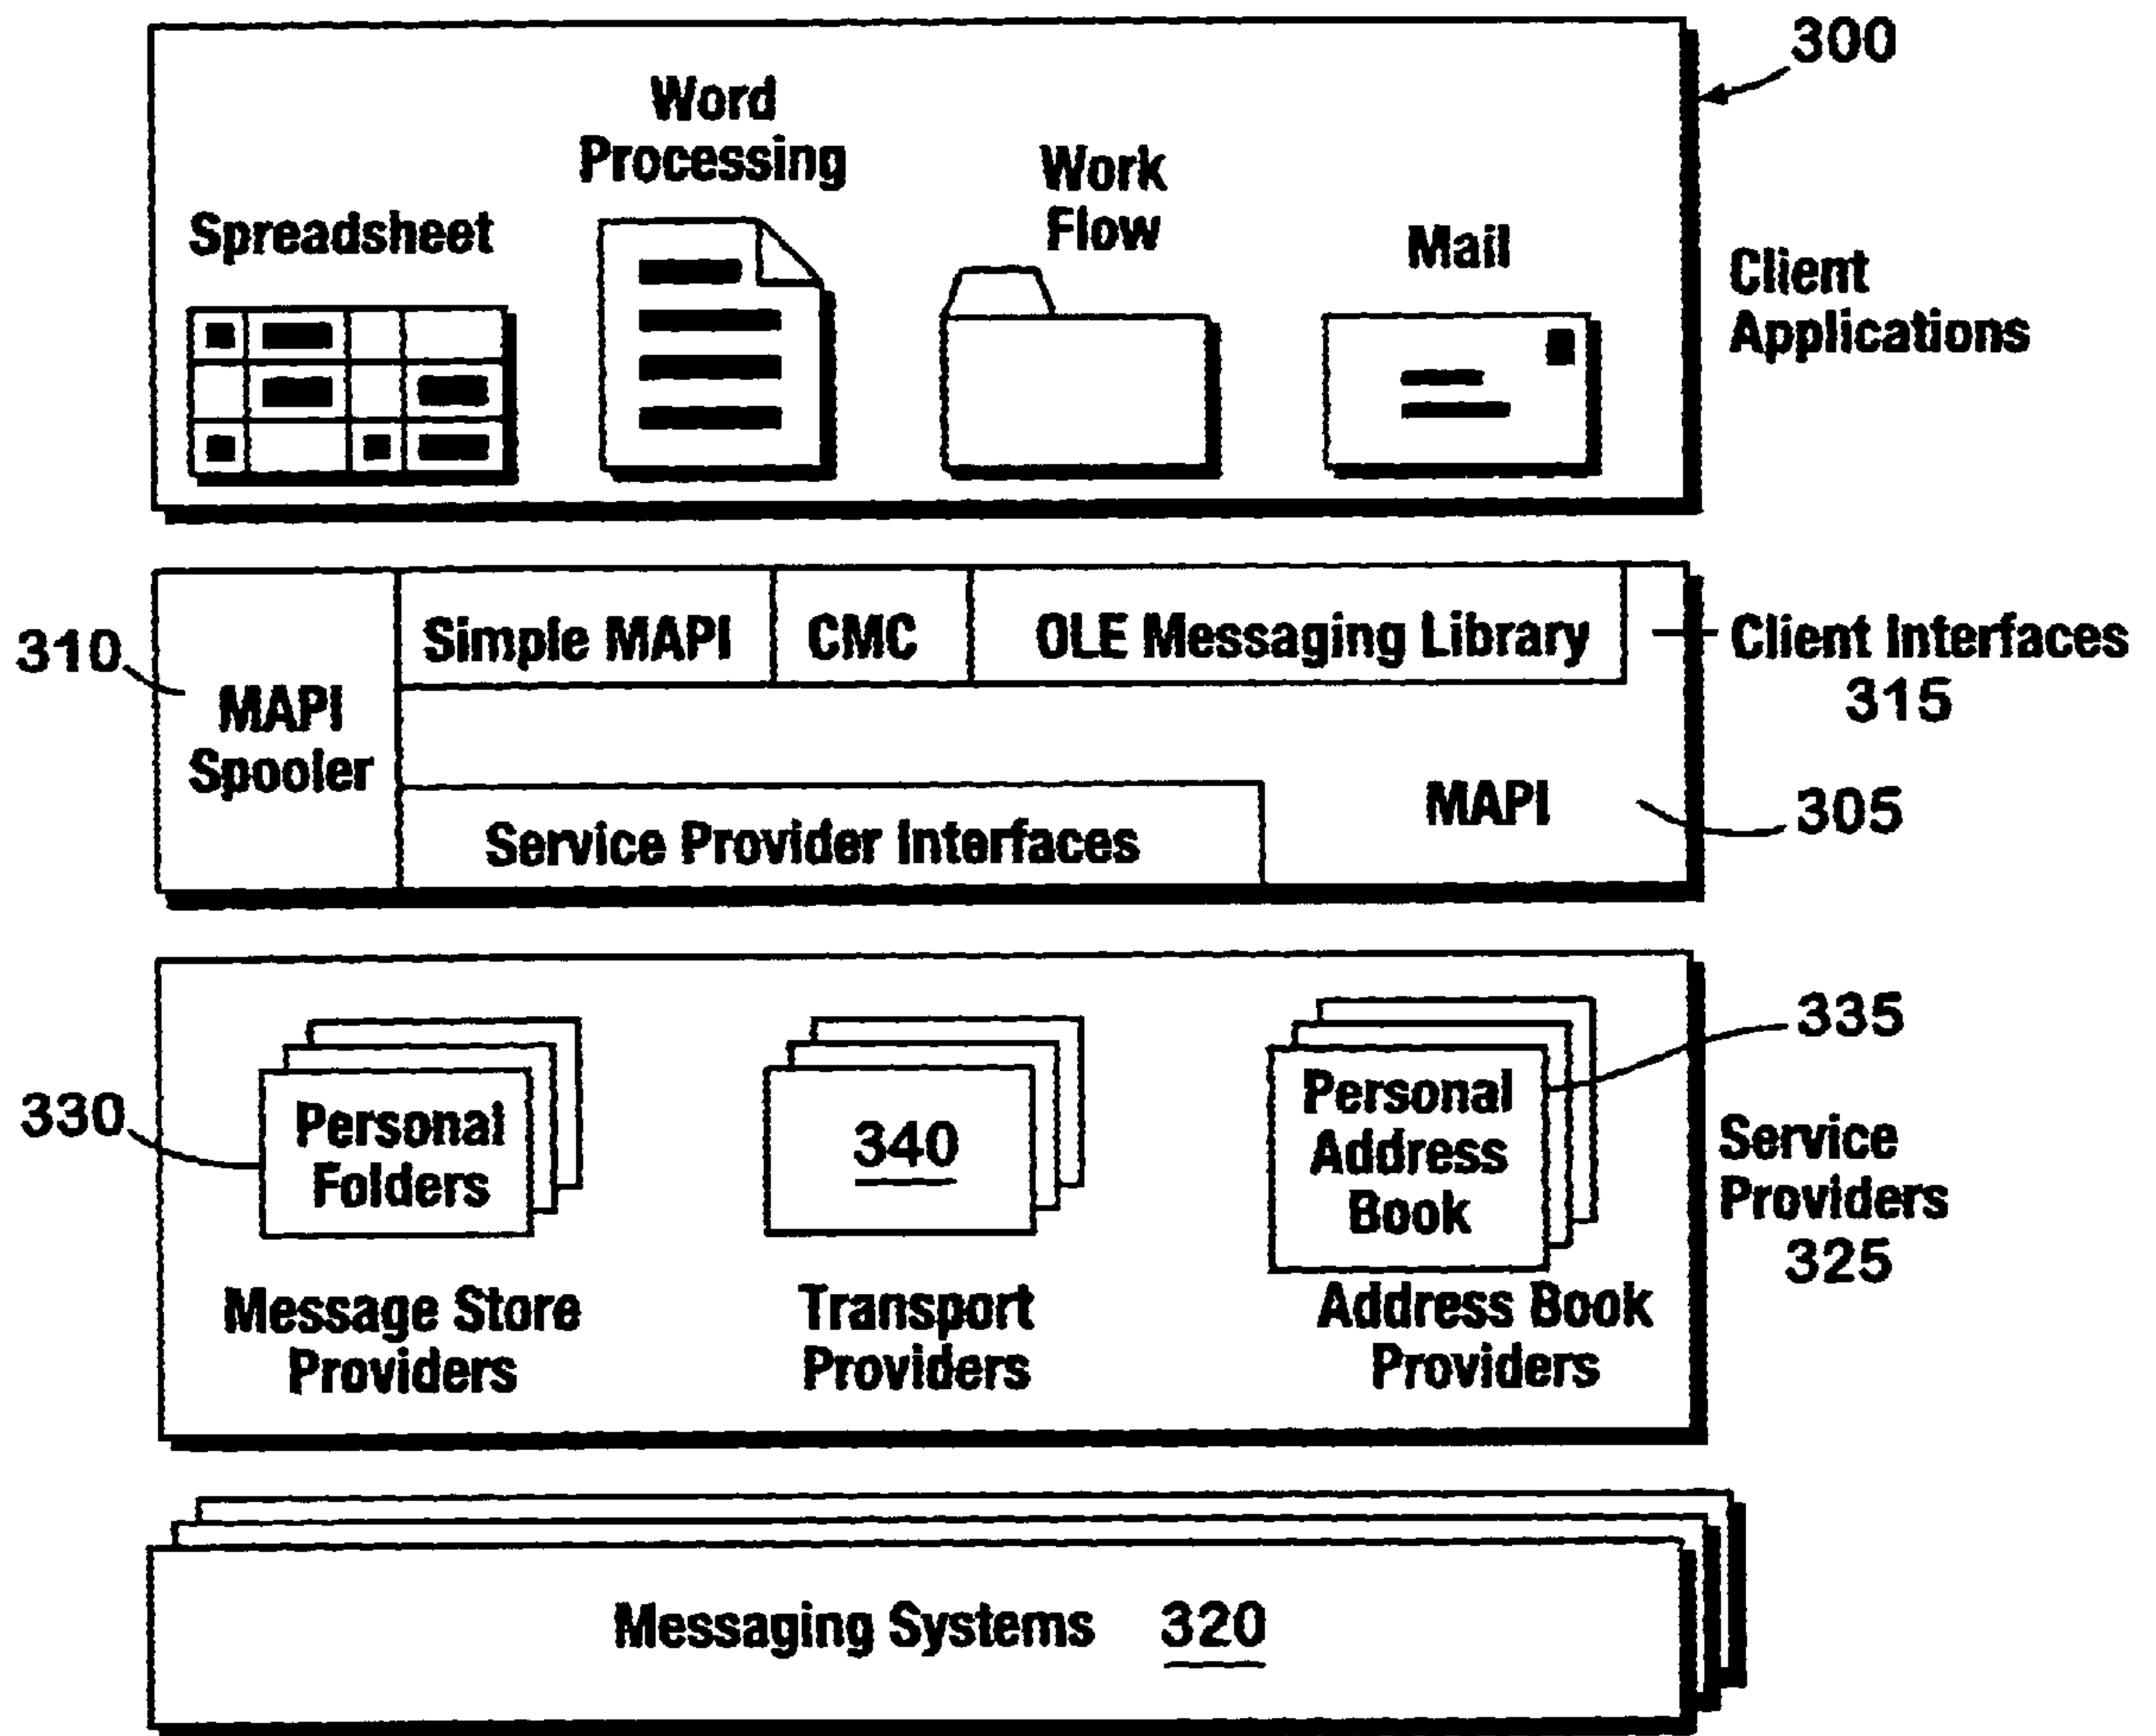 300
Word
Processing
Work
Flow
Spreadsheet
Mail
Client
Applications
Simple MAPI
CMC
OLE Messaging Library
Client Interfaces
315
310
MAPI
Spooler
MAPI
305
Service Provider Interfaces
335
330
Personal
Folders
340
Personal
Address
Book
Service
Providers
325
Message Store
Providers
Transport
Providers
Address Book
Providers
Messaging Systems 320